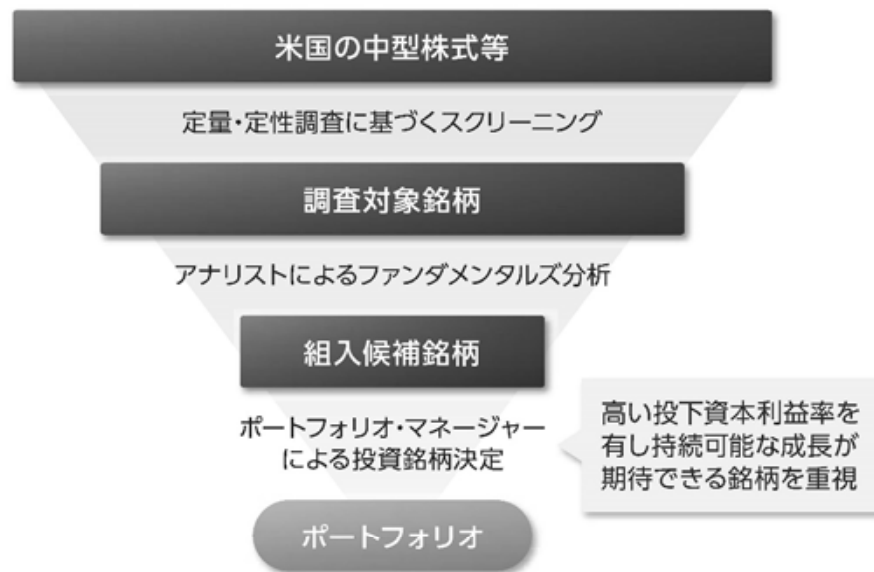 米国の中型株式等
定量・定性調査に基づくスクリーニング
調査対象銘柄
アナリストによるファンダメンタルズ分析
組入候補銘柄
ポートフォリオ・マネージャー
による投資銘柄決定
高い投下資本利益率を
有し持続可能な成長が
期待できる銘柄を重視
ポートフォリオ